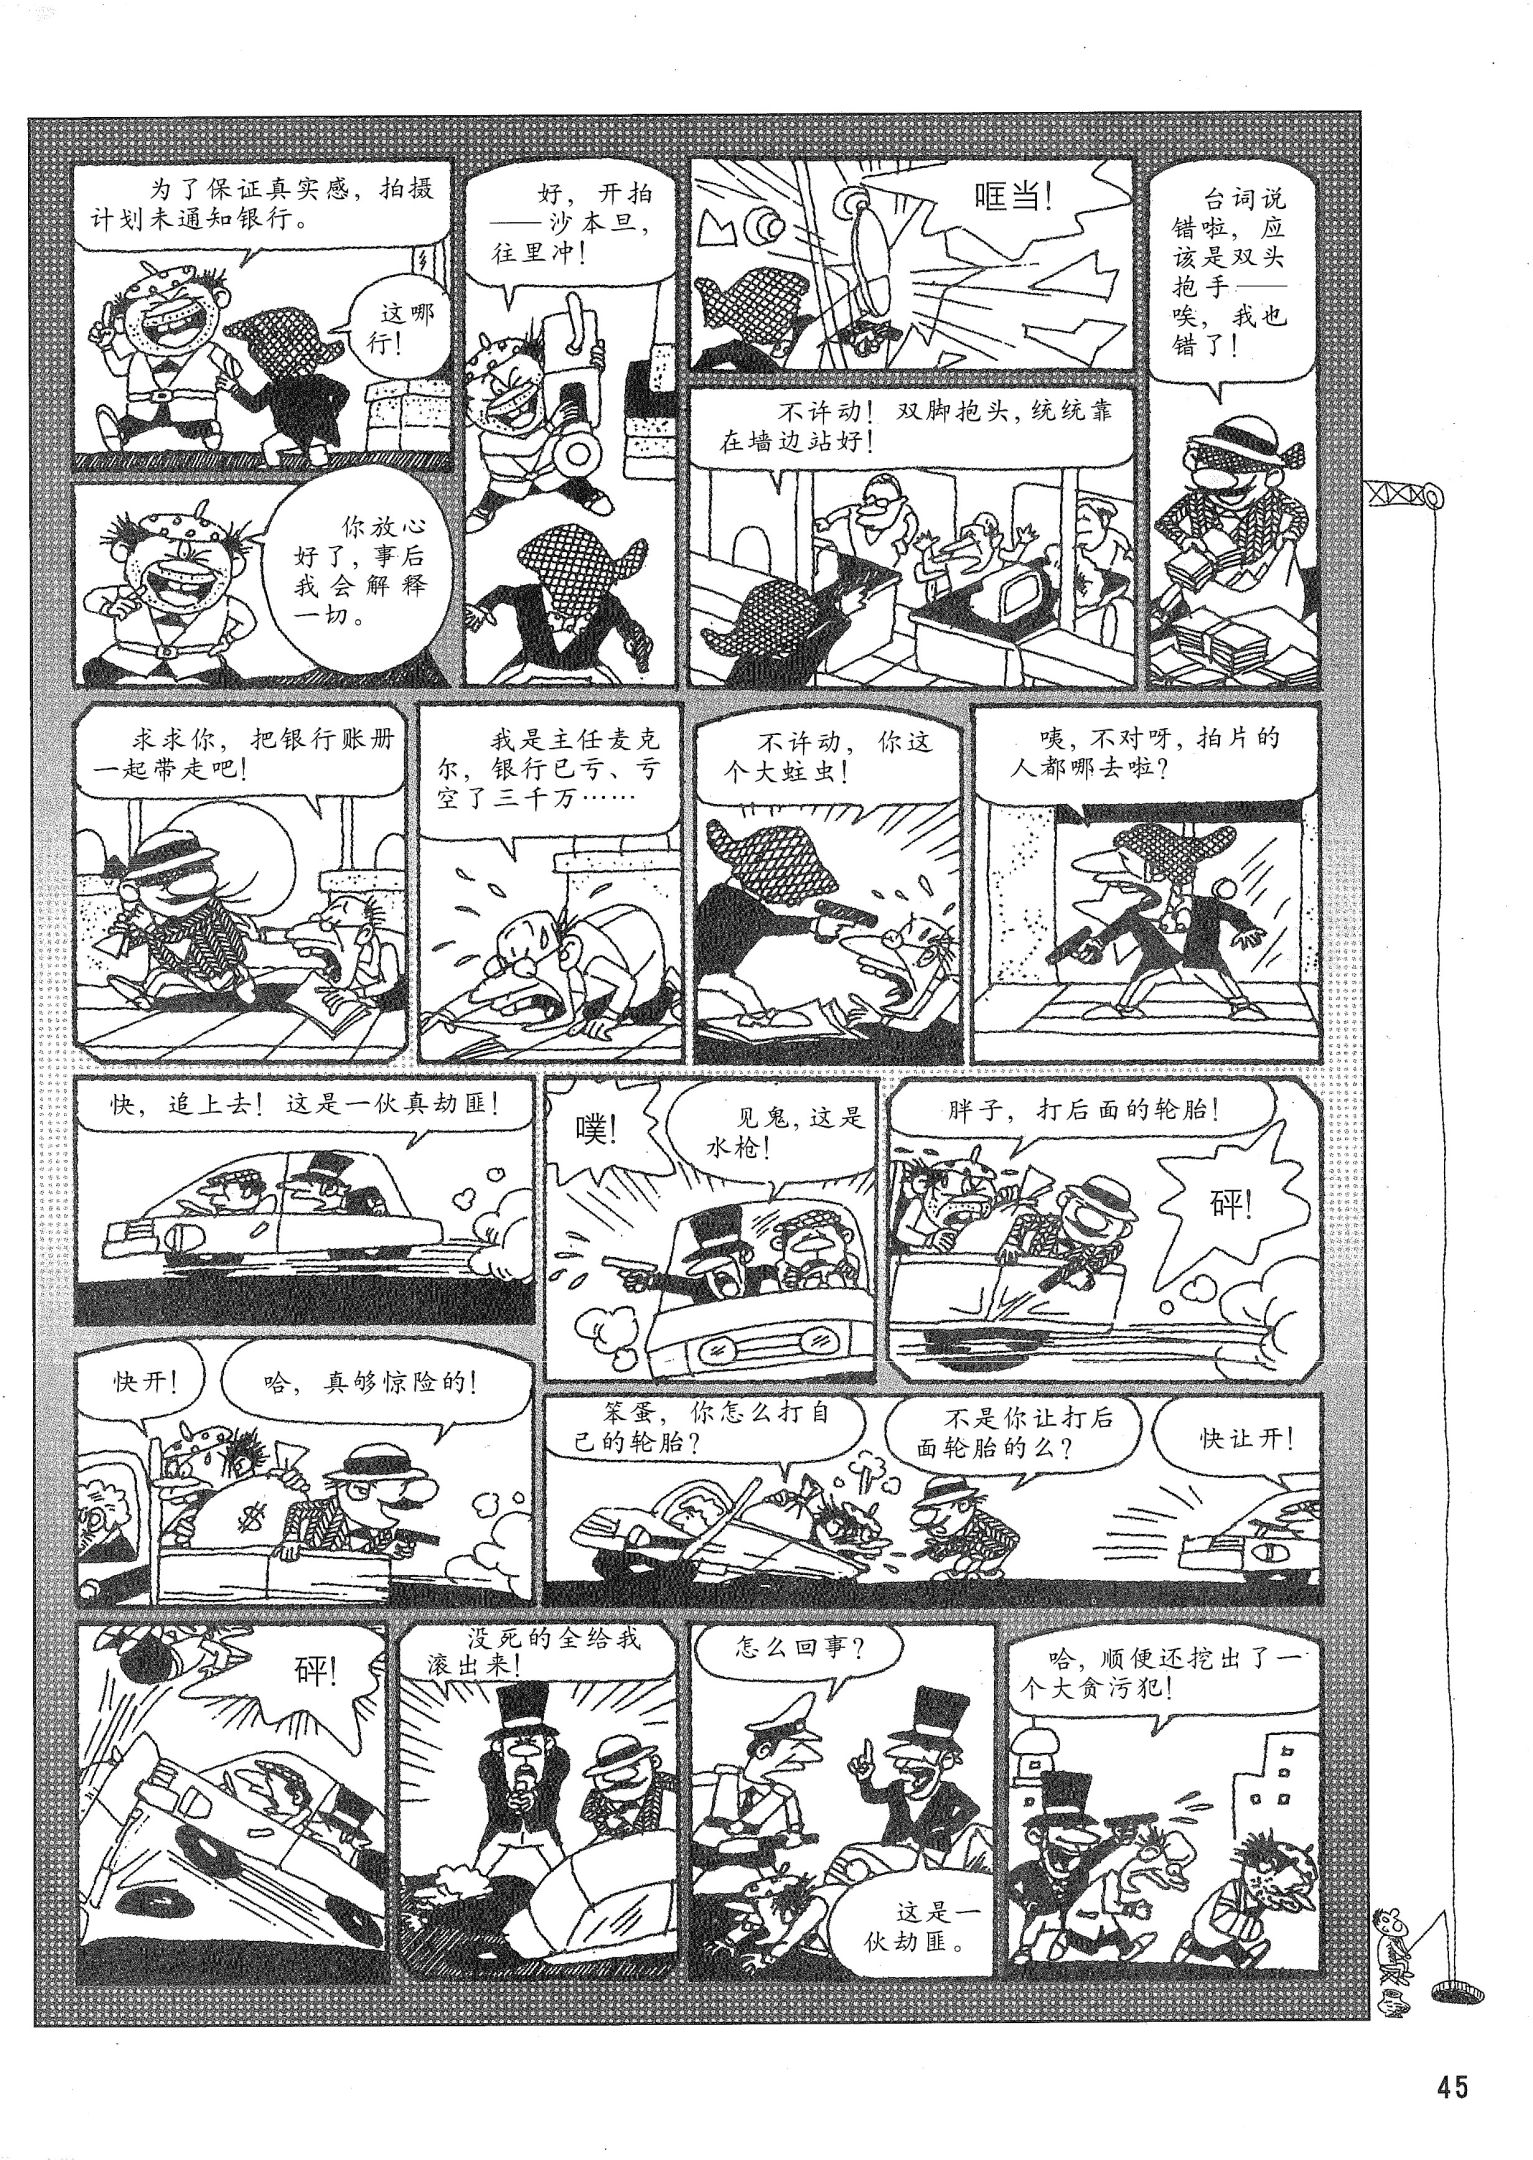 为了保证真实感，拍摄
计划未通知银行。
这哪
行！
你放心
好了，事后
我会解释
一切。
好，开拍
——沙本旦，
往里冲！
哐当！
不许动！双脚抱头，统统靠
在墙边站好！
台词说
错啦，应
该是双头
抱手——
唉，我也
错了！
求求你，把银行账册
一起带走吧！
我是主任麦克
尔，银行已亏、亏
空了三千万……
不许动，你这
个大蛀虫！
咦，不对呀，拍片的
人都哪去啦？
快，追上去！这是一伙真劫匪！
噗！
见鬼，这是
水枪！
胖子，打后面的轮胎！
砰！
快开！
哈，真够惊险的！
笨蛋，你怎么打自
己的轮胎？
不是你让打后
面轮胎的么？
快让开！
砰！
没死的全给我
滚出来！
怎么回事？
这是一
伙劫匪。
哈，顺便还挖出了一
个大贪污犯！
$
45